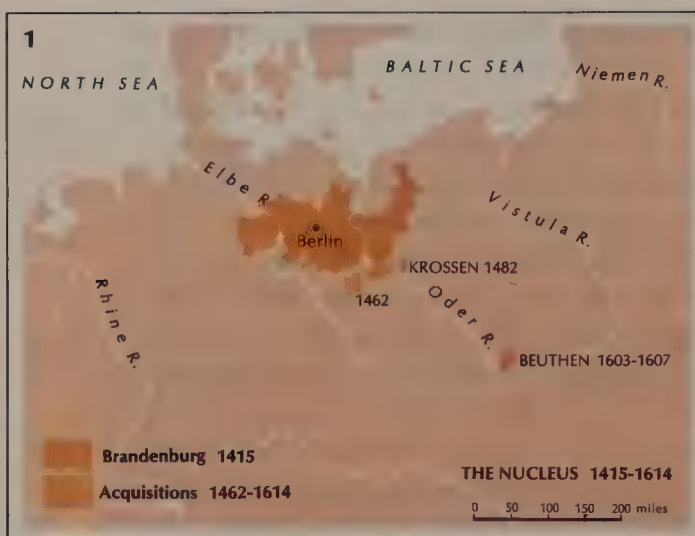 1
NORTH SEA
BALTIC SEA
Niemen R.
Elbe R.
Vistula R.
Berlin
KROSSEN 1482
1462
Oder R.
Rhine R.
BEUTHEN 1603-1607
Brandenburg 1415
Acquisitions 1462-1614
THE NUCLEUS 1415-1614
0 50 100 150 200 miles